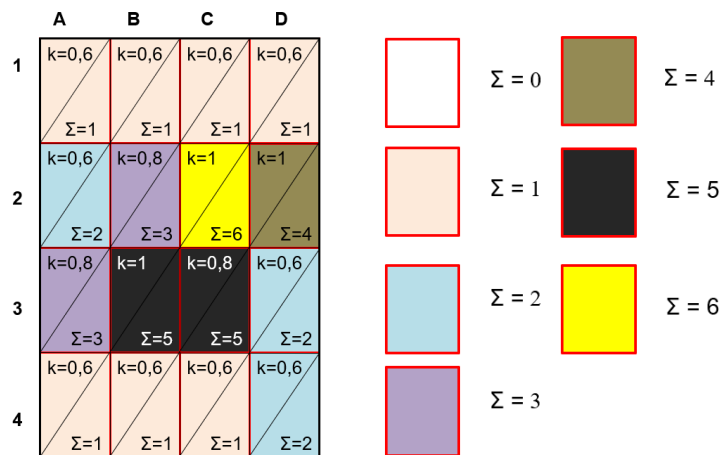 A B C D
1
k=0,6 k=0,6 k=0,6 k=0,6
Σ=1 Σ=1 Σ=1 Σ=1
2
k=0,6 k=0,8 k=1 k=1
Σ=2 Σ=3 Σ=6 Σ=4
3
k=0,8 k=1 k=0,8 k=0,6
Σ=3 Σ=5 Σ=5 Σ=2
4
k=0,6 k=0,6 k=0,6 k=0,6
Σ=1 Σ=1 Σ=1 Σ=2
Σ = 0
Σ = 1
Σ = 2
Σ = 3
Σ = 4
Σ = 5
Σ = 6